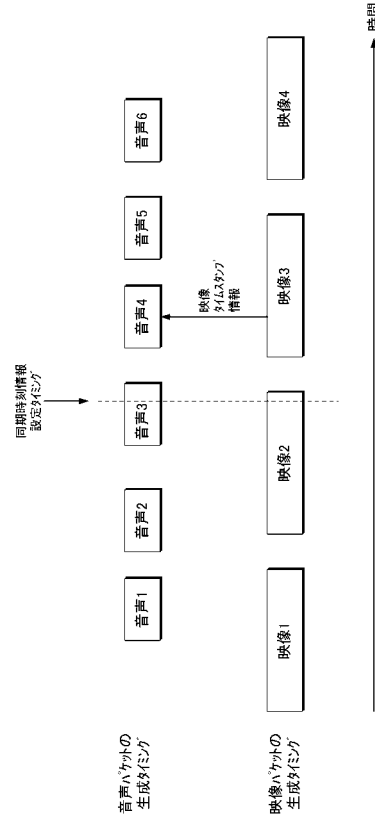 同期時刻情報
設定タイミング
音声パケットの
生成タイミング
音声1
音声2
音声3
音声4
音声5
音声6
映像
タイムスタンプ
情報
映像パケットの
生成タイミング
映像1
映像2
映像3
映像4
時間